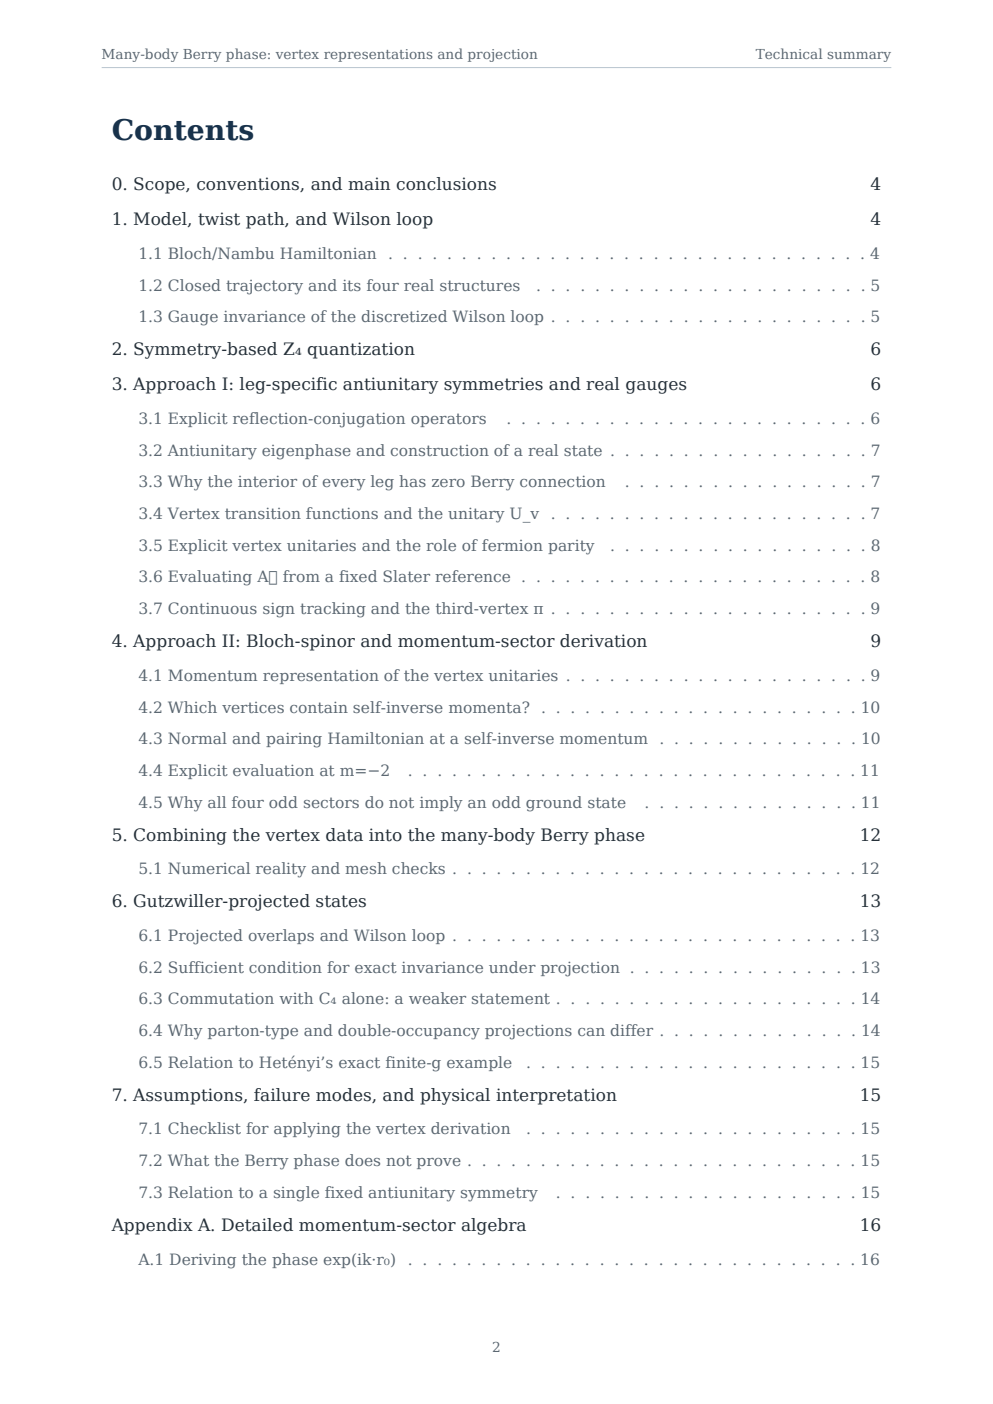 Many-body Berry phase: vertex representations and projection Technical summary
Contents
0. Scope, conventions, and main conclusions 4
1. Model, twist path, and Wilson loop 4
1.1 Bloch/Nambu Hamiltonian . . . . . . . . . . . . . . . . . . . . . . . . . . . . . . . . . 4
1.2 Closed trajectory and its four real structures . . . . . . . . . . . . . . . . . . . . . . . 5
1.3 Gauge invariance of the discretized Wilson loop . . . . . . . . . . . . . . . . . . . . . . 5
2. Symmetry-based Z₄ quantization 6
3. Approach I: leg-specific antiunitary symmetries and real gauges 6
3.1 Explicit reflection-conjugation operators . . . . . . . . . . . . . . . . . . . . . . . . . 6
3.2 Antiunitary eigenphase and construction of a real state . . . . . . . . . . . . . . . . . . 7
3.3 Why the interior of every leg has zero Berry connection . . . . . . . . . . . . . . . . . 7
3.4 Vertex transition functions and the unitary U_v . . . . . . . . . . . . . . . . . . . . . . 7
3.5 Explicit vertex unitaries and the role of fermion parity . . . . . . . . . . . . . . . . . . 8
3.6 Evaluating A from a fixed Slater reference . . . . . . . . . . . . . . . . . . . . . . . . 8
3.7 Continuous sign tracking and the third-vertex π . . . . . . . . . . . . . . . . . . . . . . 9
4. Approach II: Bloch-spinor and momentum-sector derivation 9
4.1 Momentum representation of the vertex unitaries . . . . . . . . . . . . . . . . . . . . . 9
4.2 Which vertices contain self-inverse momenta? . . . . . . . . . . . . . . . . . . . . . . 10
4.3 Normal and pairing Hamiltonian at a self-inverse momentum . . . . . . . . . . . . . . 10
4.4 Explicit evaluation at m=−2 . . . . . . . . . . . . . . . . . . . . . . . . . . . . . . . 11
4.5 Why all four odd sectors do not imply an odd ground state . . . . . . . . . . . . . . . 11
5. Combining the vertex data into the many-body Berry phase 12
5.1 Numerical reality and mesh checks . . . . . . . . . . . . . . . . . . . . . . . . . . . . 12
6. Gutzwiller-projected states 13
6.1 Projected overlaps and Wilson loop . . . . . . . . . . . . . . . . . . . . . . . . . . . . 13
6.2 Sufficient condition for exact invariance under projection . . . . . . . . . . . . . . . . 13
6.3 Commutation with C₄ alone: a weaker statement . . . . . . . . . . . . . . . . . . . . . 14
6.4 Why parton-type and double-occupancy projections can differ . . . . . . . . . . . . . . 14
6.5 Relation to Hetényi’s exact finite-g example . . . . . . . . . . . . . . . . . . . . . . . 15
7. Assumptions, failure modes, and physical interpretation 15
7.1 Checklist for applying the vertex derivation . . . . . . . . . . . . . . . . . . . . . . . 15
7.2 What the Berry phase does not prove . . . . . . . . . . . . . . . . . . . . . . . . . . . 15
7.3 Relation to a single fixed antiunitary symmetry . . . . . . . . . . . . . . . . . . . . . 15
Appendix A. Detailed momentum-sector algebra 16
A.1 Deriving the phase exp(ik·r₀) . . . . . . . . . . . . . . . . . . . . . . . . . . . . . . . 16
2